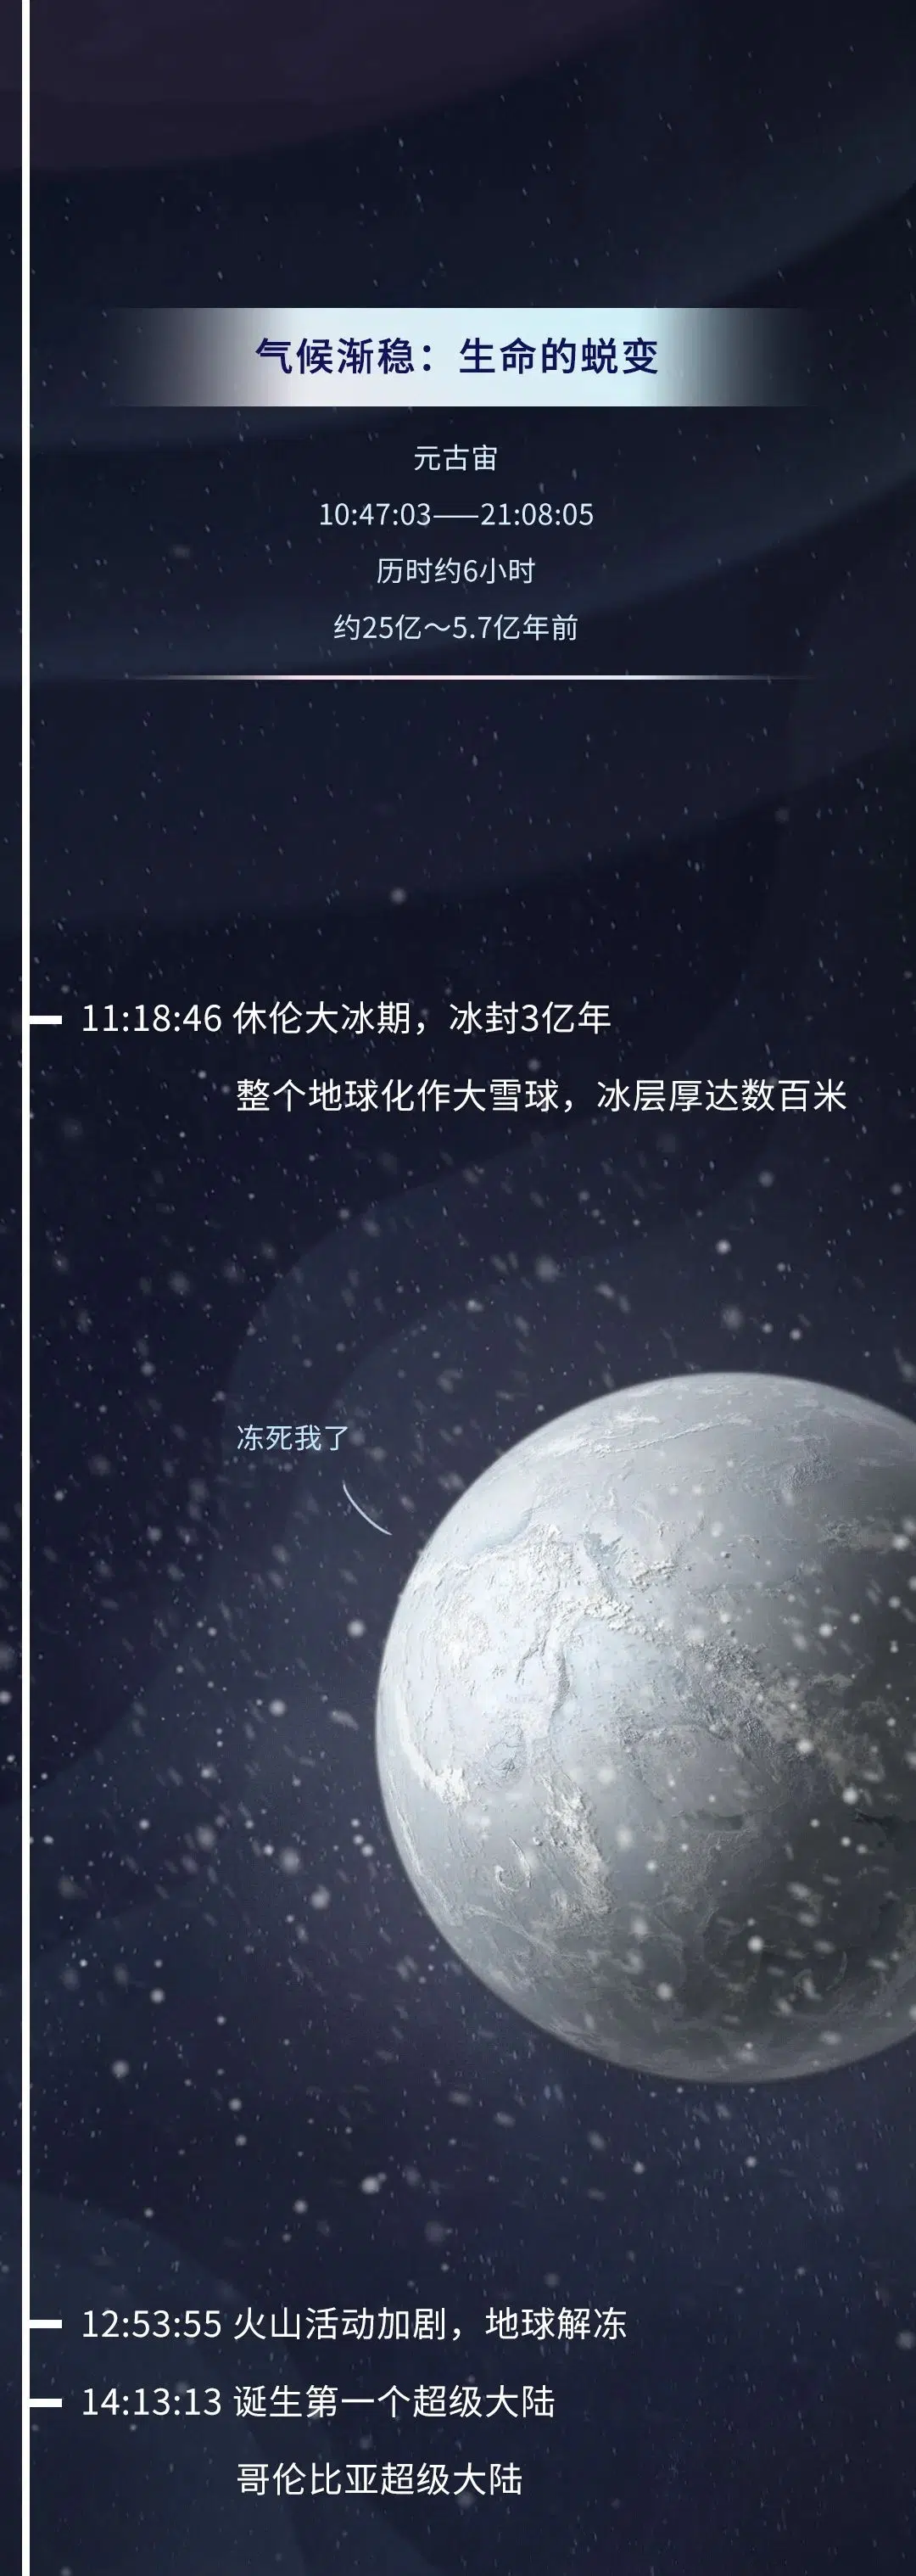 气候渐稳：生命的蜕变
元古宙
10:47:03——21:08:05
历时约6小时
约25亿～5.7亿年前
11:18:46 休伦大冰期，冰封3亿年
整个地球化作大雪球，冰层厚达数百米
冻死我了
12:53:55 火山活动加剧，地球解冻
14:13:13 诞生第一个超级大陆
哥伦比亚超级大陆